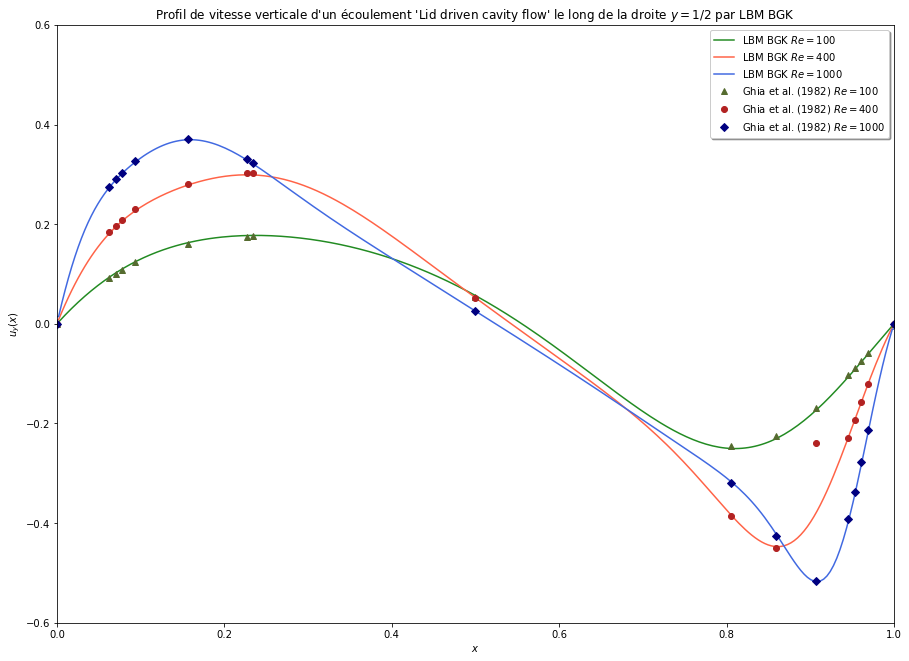 Profil de vitesse verticale d'un écoulement 'Lid driven cavity flow' le long de la droite y = 1/2 par LBM BGK
0.6
0.4
0.2
0.0
−0.2
−0.4
−0.6
u_y(x)
0.0 0.2 0.4 0.6 0.8 1.0
x
LBM BGK Re = 100
LBM BGK Re = 400
LBM BGK Re = 1000
Ghia et al. (1982) Re = 100
Ghia et al. (1982) Re = 400
Ghia et al. (1982) Re = 1000